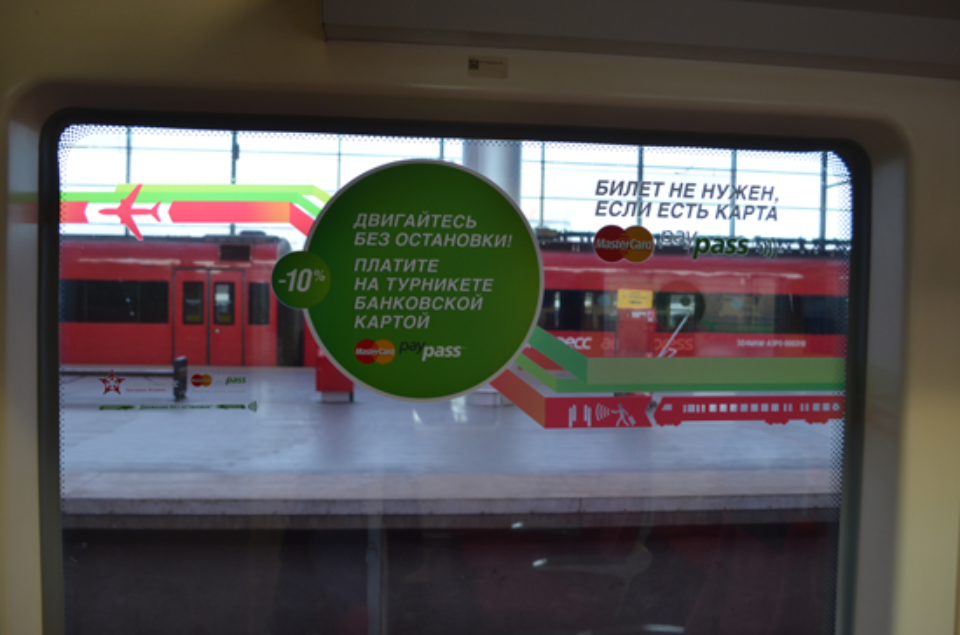 БИЛЕТ НЕ НУЖЕН,
ЕСЛИ ЕСТЬ КАРТА
MasterCard paypass
ДВИГАЙТЕСЬ
БЕЗ ОСТАНОВКИ!
-10%
ПЛАТИТЕ
НА ТУРНИКЕТЕ
БАНКОВСКОЙ
КАРТОЙ
MasterCard paypass